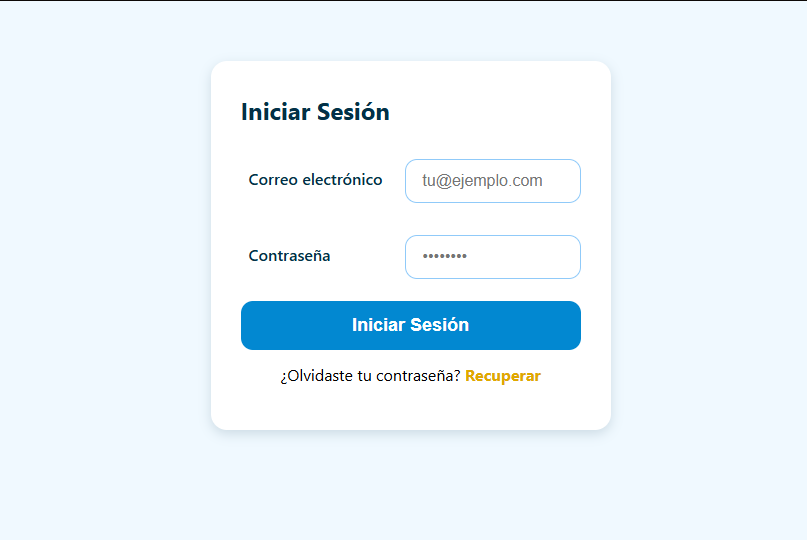 Iniciar Sesión
Correo electrónico tu@ejemplo.com
Contraseña ••••••••
Iniciar Sesión
¿Olvidaste tu contraseña? Recuperar